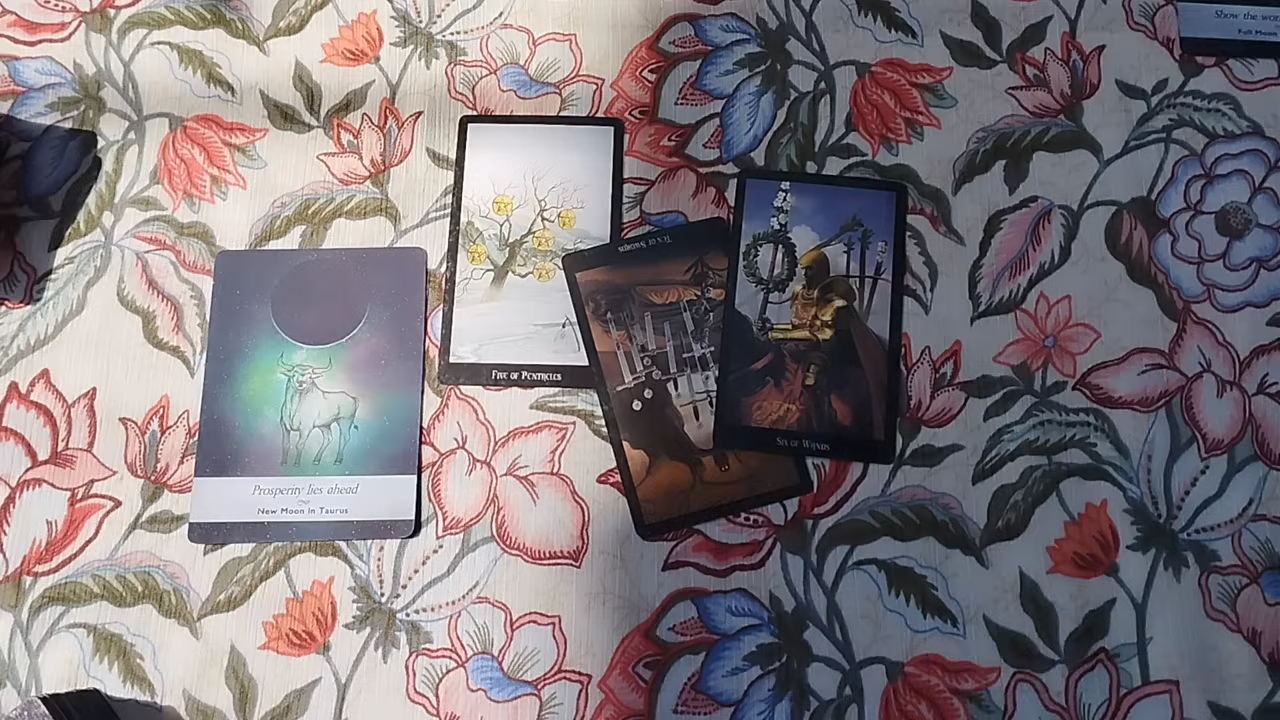 Show the wor
Full Moon
TEN OF SWORDS
FIVE OF PENTACLES
SIX OF WANDS
Prosperity lies ahead
New Moon In Taurus